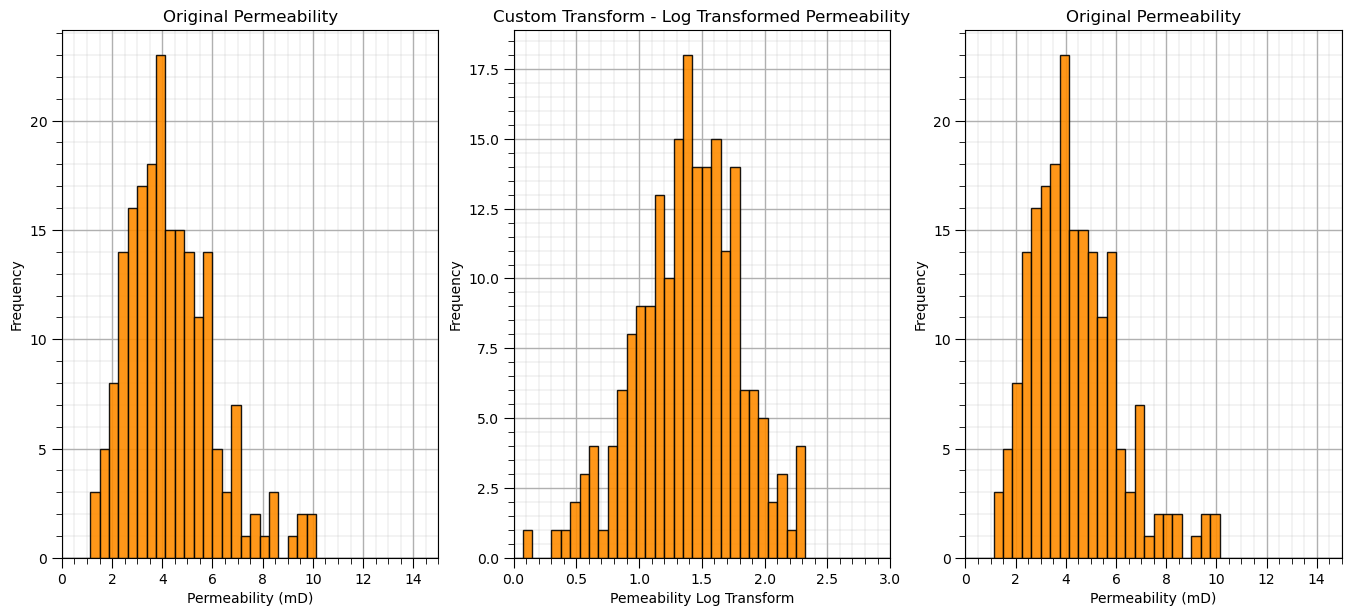 Original Permeability
20
15
10
5
0
Frequency
0 2 4 6 8 10 12 14
Permeability (mD)
Custom Transform - Log Transformed Permeability
17.5
15.0
12.5
10.0
7.5
5.0
2.5
0.0
Frequency
0.0 0.5 1.0 1.5 2.0 2.5 3.0
Pemeability Log Transform
Original Permeability
20
15
10
5
0
Frequency
0 2 4 6 8 10 12 14
Permeability (mD)